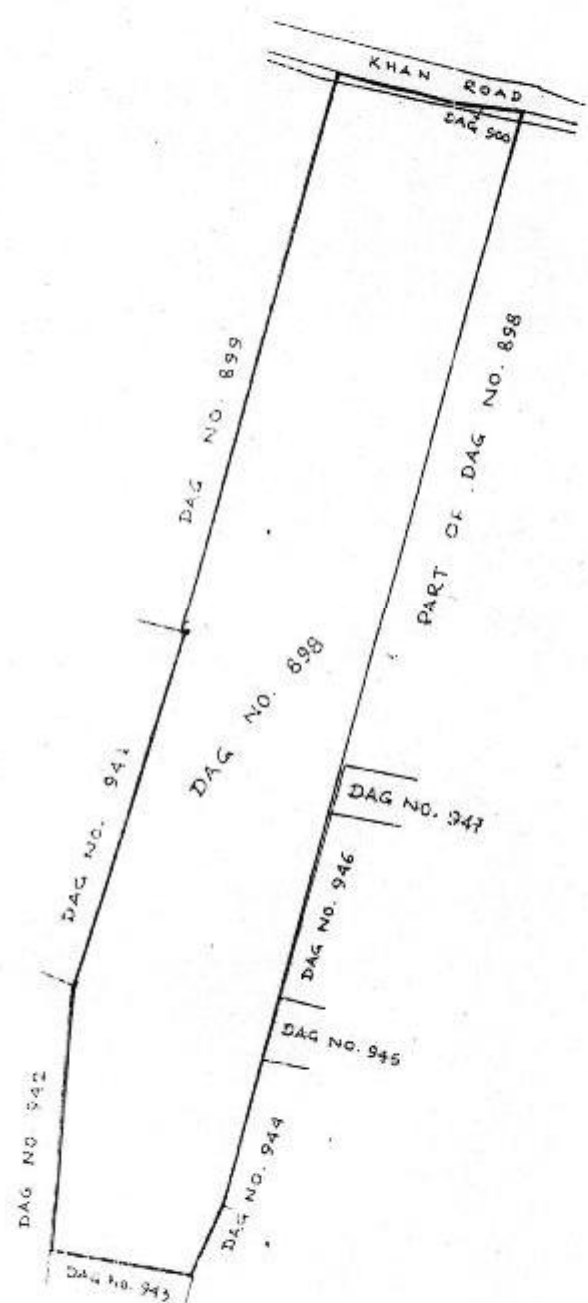 KHAN ROAD
DAG 900
DAG NO. 899
PART OF DAG NO. 898
DAG NO. 898
DAG NO. 941
DAG NO. 947
DAG NO. 946
DAG NO. 945
DAG NO. 942
DAG NO. 944
DAG NO. 943